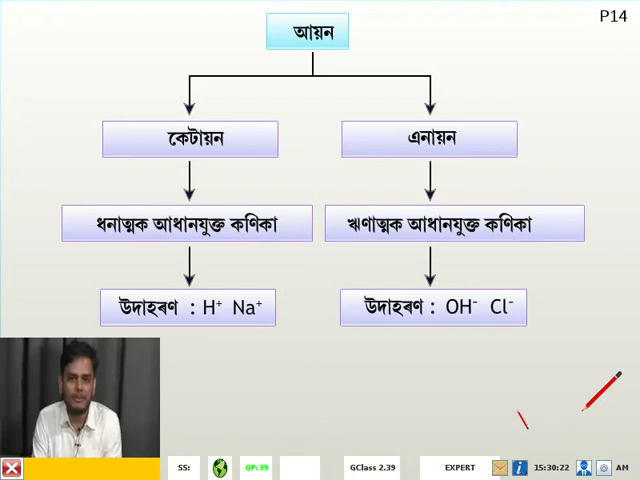 P14
আয়ন
কেটায়ন
এনায়ন
ধনাত্মক আধানযুক্ত কণিকা
ঋণাত্মক আধানযুক্ত কণিকা
উদাহৰণ : H⁺ Na⁺
উদাহৰণ : OH⁻ Cl⁻
SS:
QP:39
GClass 2.39
EXPERT
15:30:22
AM